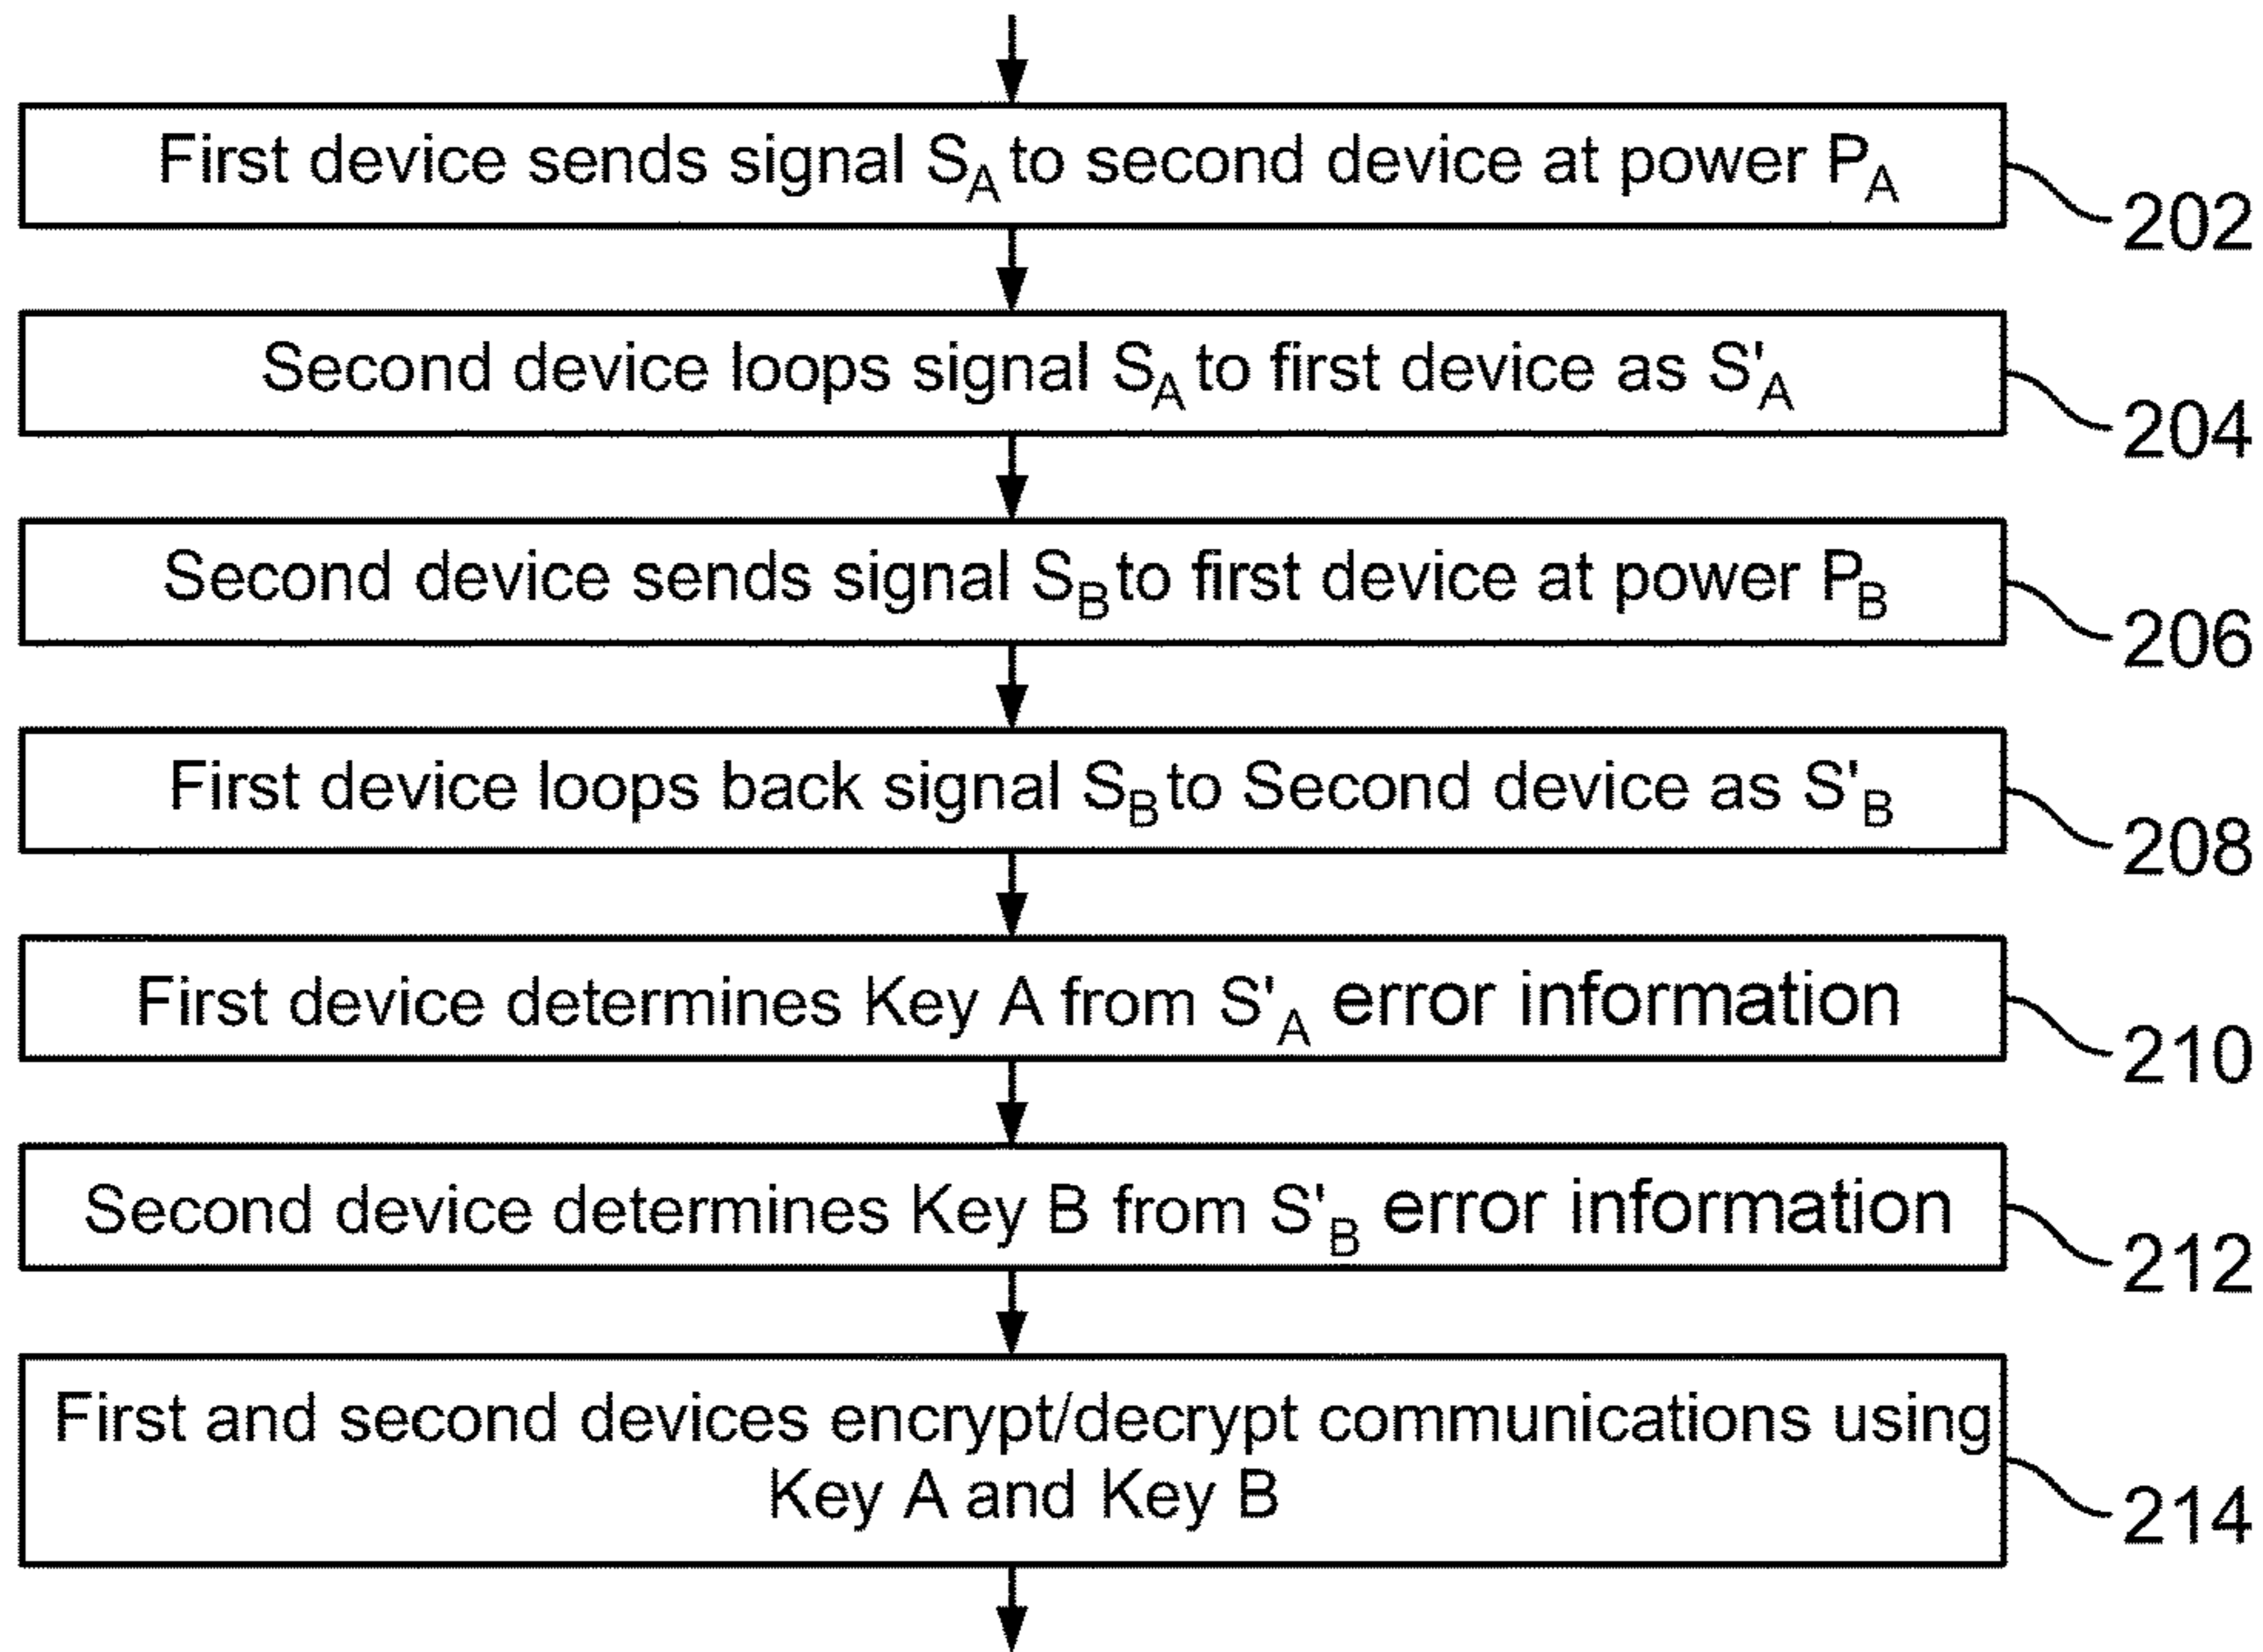 First device sends signal S_A to second device at power P_A
202
Second device loops signal S_A to first device as S'_A
204
Second device sends signal S_B to first device at power P_B
206
First device loops back signal S_B to Second device as S'_B
208
First device determines Key A from S'_A error information
210
Second device determines Key B from S'_B error information
212
First and second devices encrypt/decrypt communications using
Key A and Key B
214